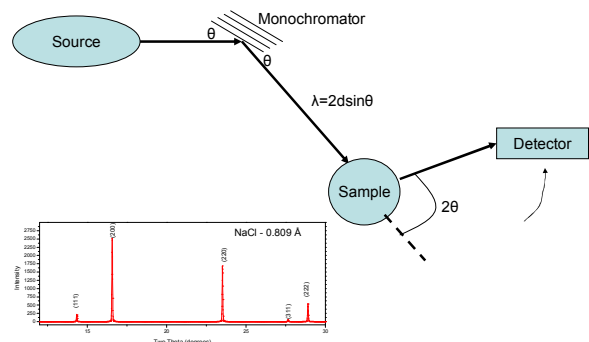 Monochromator
Source
θ
θ
λ=2dsinθ
Detector
Sample
2θ
NaCl - 0.809 Å
(200)
(220)
(111)
(311)
(222)
Intensity
2750
2500
2250
2000
1750
1500
1250
1000
750
500
250
0
15
20
25
30
Two Theta (degrees)